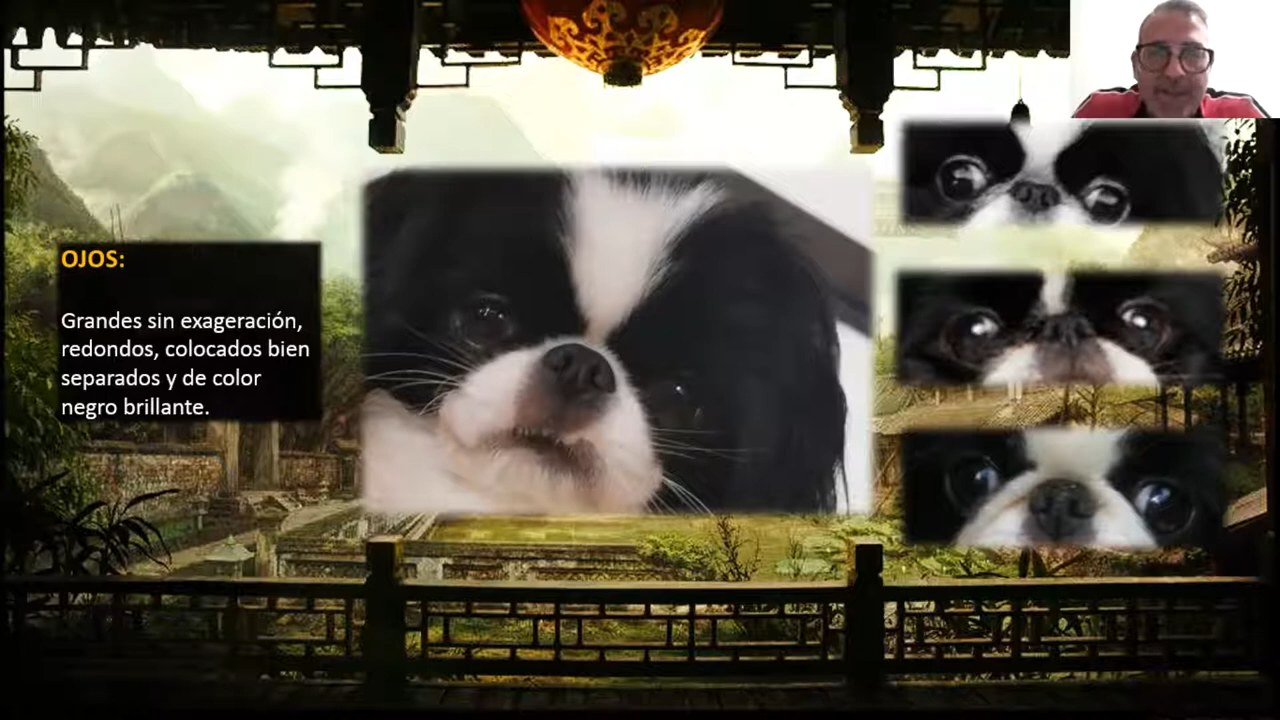 OJOS:
Grandes sin exageración,
redondos, colocados bien
separados y de color
negro brillante.